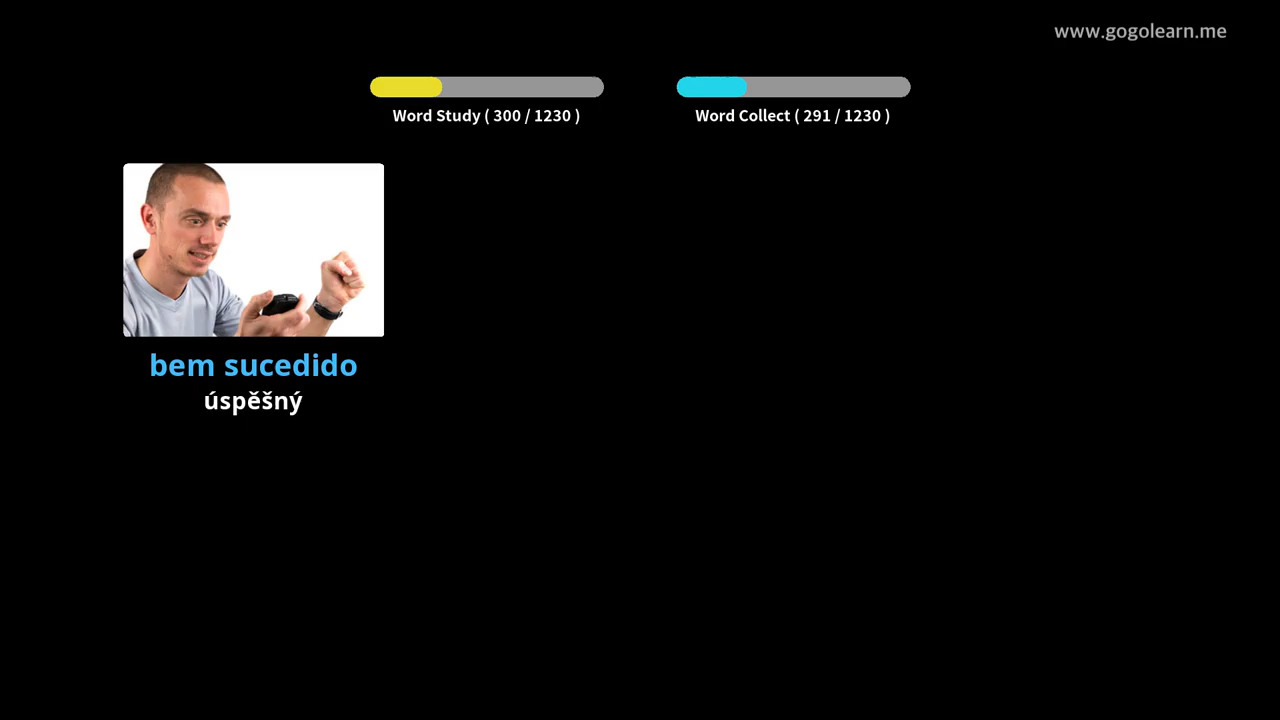 www.gogolearn.me
Word Study ( 300 / 1230 )
Word Collect ( 291 / 1230 )
bem sucedido
úspěšný